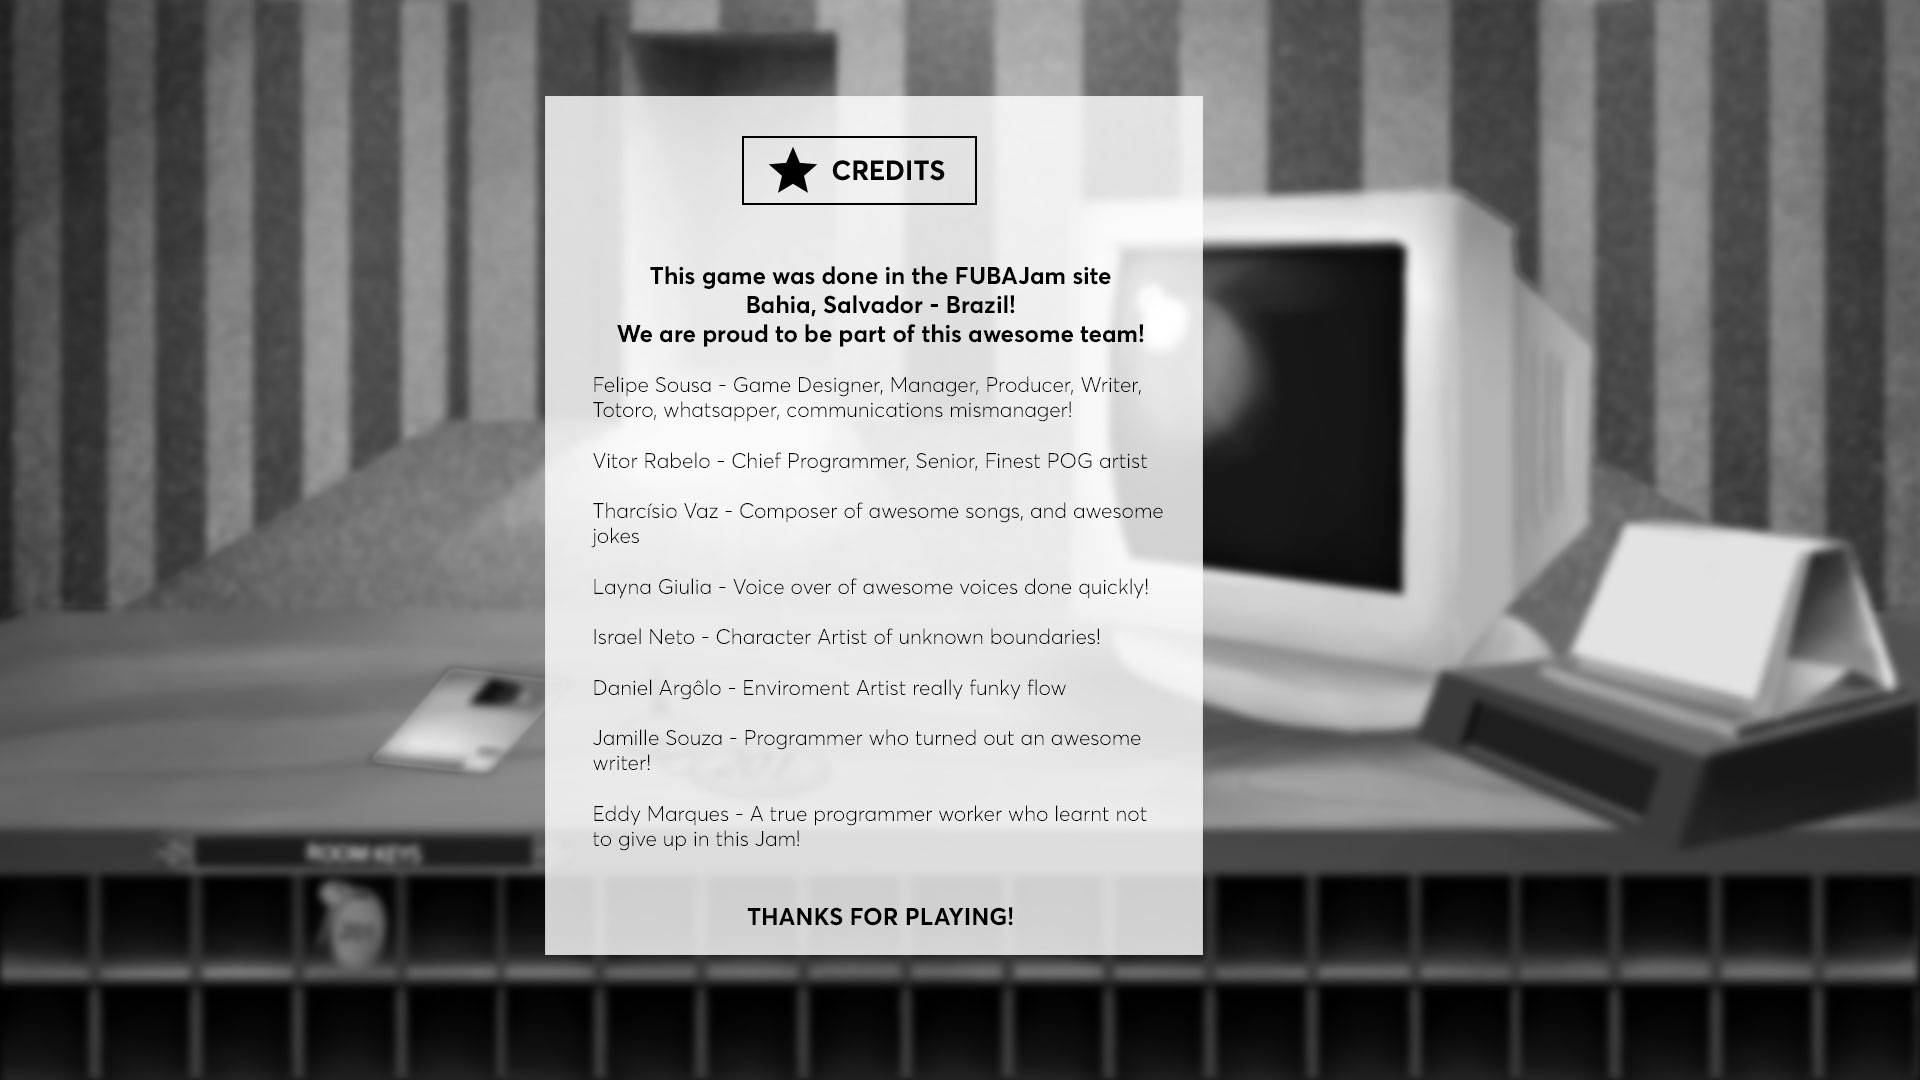 CREDITS
This game was done in the FUBAJam site
Bahia, Salvador - Brazil!
We are proud to be part of this awesome team!
Felipe Sousa - Game Designer, Manager, Producer, Writer,
Totoro, whatsapper, communications mismanager!
Vitor Rabelo - Chief Programmer, Senior, Finest POG artist
Tharcísio Vaz - Composer of awesome songs, and awesome
jokes
Layna Giulia - Voice over of awesome voices done quickly!
Israel Neto - Character Artist of unknown boundaries!
Daniel Argôlo - Enviroment Artist really funky flow
Jamille Souza - Programmer who turned out an awesome
writer!
201
Eddy Marques - A true programmer worker who learnt not
to give up in this Jam!
ROOM KEYS
THANKS FOR PLAYING!